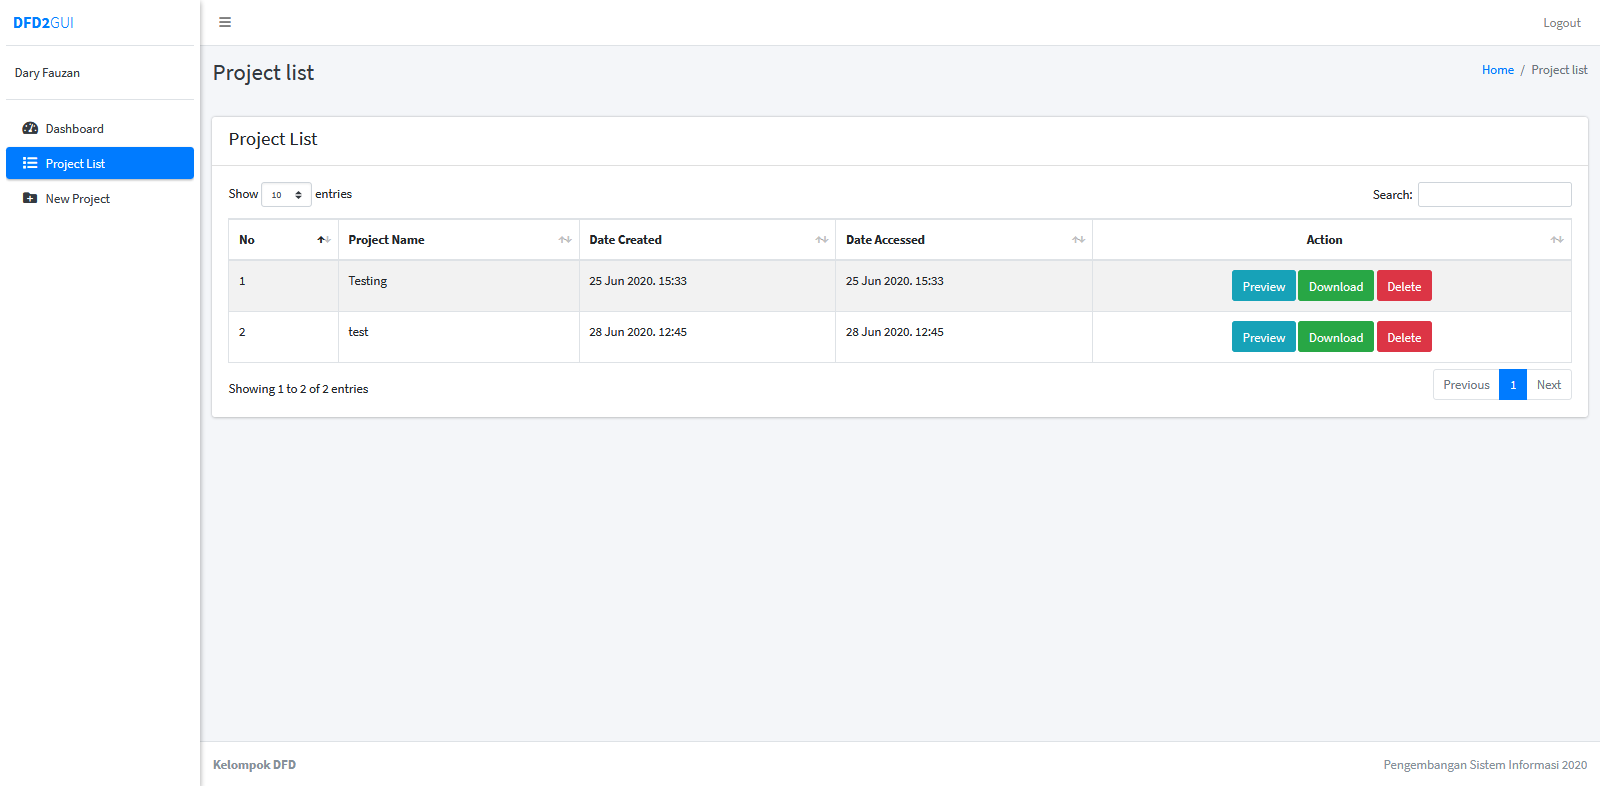 DFD2GUI
Logout
Dary Fauzan
Dashboard
Project List
New Project
Project list
Home / Project list
Project List
Show 10 entries
Search:
No Project Name Date Created Date Accessed Action
1 Testing 25 Jun 2020. 15:33 25 Jun 2020. 15:33 Preview Download Delete
2 test 28 Jun 2020. 12:45 28 Jun 2020. 12:45 Preview Download Delete
Showing 1 to 2 of 2 entries
Previous 1 Next
Kelompok DFD
Pengembangan Sistem Informasi 2020